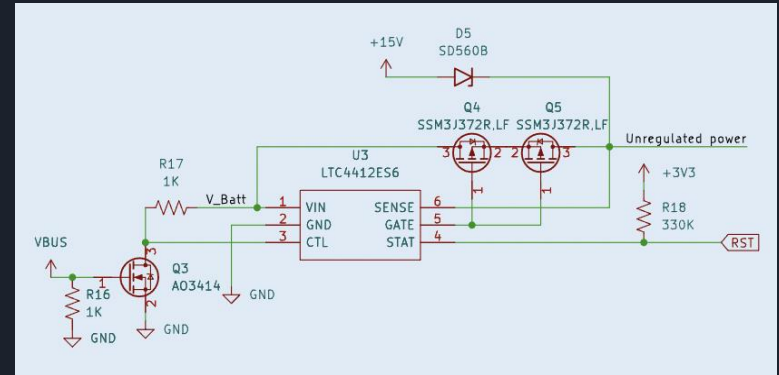 D5
SD560B
+15V
Q4
SSM3J372R,LF
Q5
SSM3J372R,LF
3
2
2
3
1
1
Unregulated power
R17
1K
V_Batt
U3
LTC4412ES6
1
VIN
2
GND
3
CTL
SENSE
6
GATE
5
STAT
4
+3V3
R18
330K
RST
VBUS
1
3
2
Q3
AO3414
R16
1K
GND
GND
GND